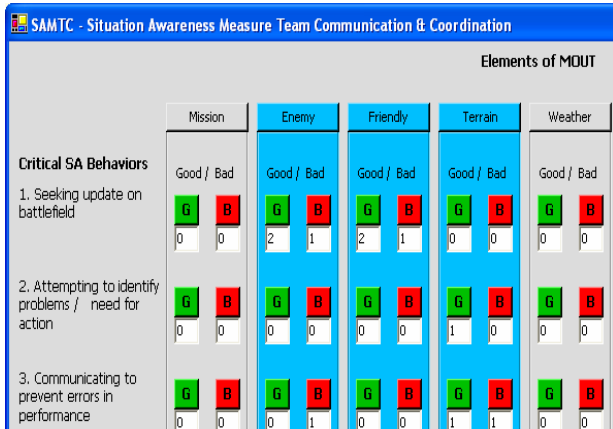 SAMTC - Situation Awareness Measure Team Communication & Coordination
Elements of MOUT
Mission Enemy Friendly Terrain Weather
Critical SA Behaviors
Good / Bad Good / Bad Good / Bad Good / Bad Good / Bad
1. Seeking update on
battlefield
G B G B G B G B G B
0 0 2 1 2 1 0 0 0 0
2. Attempting to identify
problems / need for
action
G B G B G B G B G B
0 0 0 0 0 0 1 0 0 0
3. Communicating to
prevent errors in
performance
G B G B G B G B G B
0 0 0 1 0 0 1 1 0 0